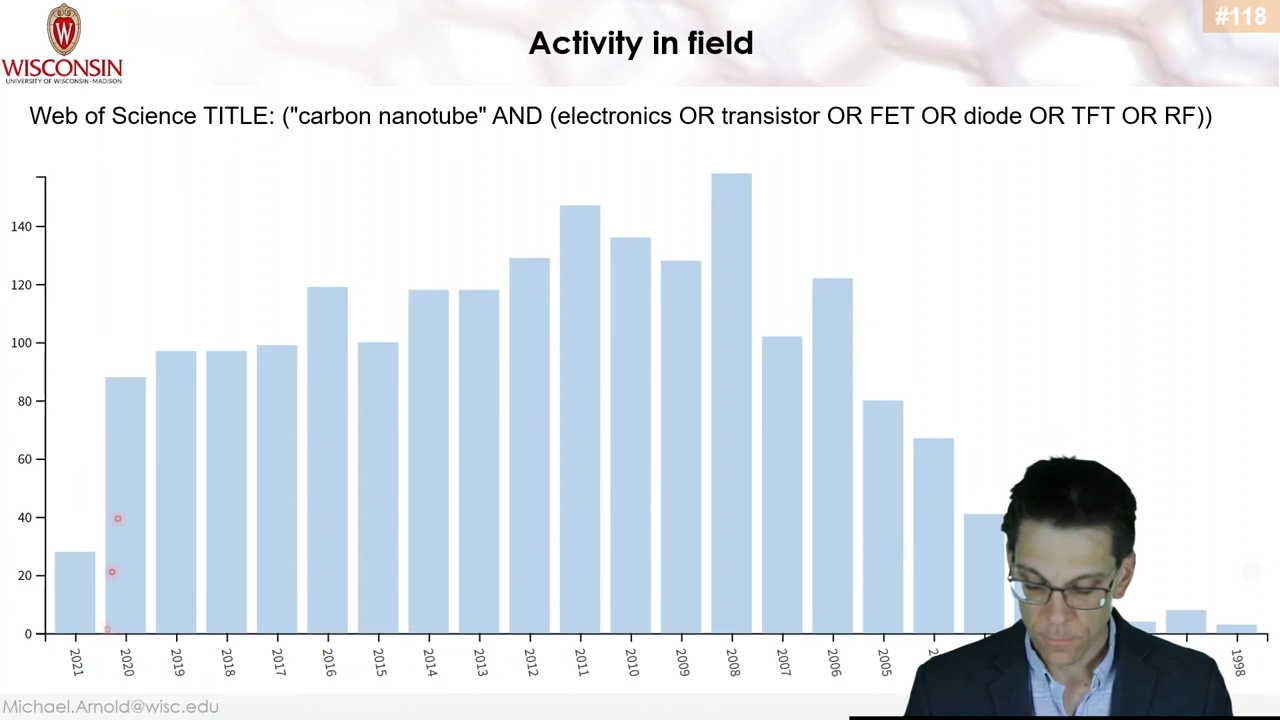 #118
W
WISCONSIN
UNIVERSITY OF WISCONSIN-MADISON
Activity in field
Web of Science TITLE: ("carbon nanotube" AND (electronics OR transistor OR FET OR diode OR TFT OR RF))
140
120
100
80
60
40
20
0
2021 2020 2019 2018 2017 2016 2015 2014 2013 2012 2011 2010 2009 2008 2007 2006 2005 1998
Michael.Arnold@wisc.edu